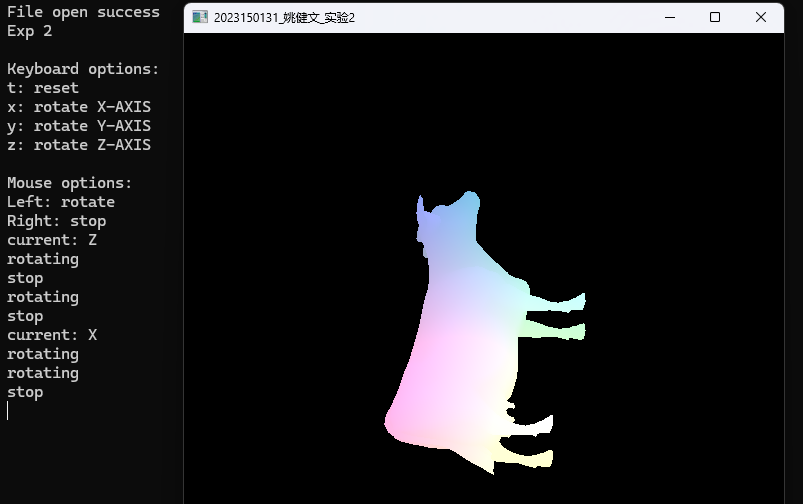 File open success
Exp 2
Keyboard options:
t: reset
x: rotate X-AXIS
y: rotate Y-AXIS
z: rotate Z-AXIS
Mouse options:
Left: rotate
Right: stop
current: Z
rotating
stop
rotating
stop
current: X
rotating
rotating
stop
2023150131_姚健文_实验2